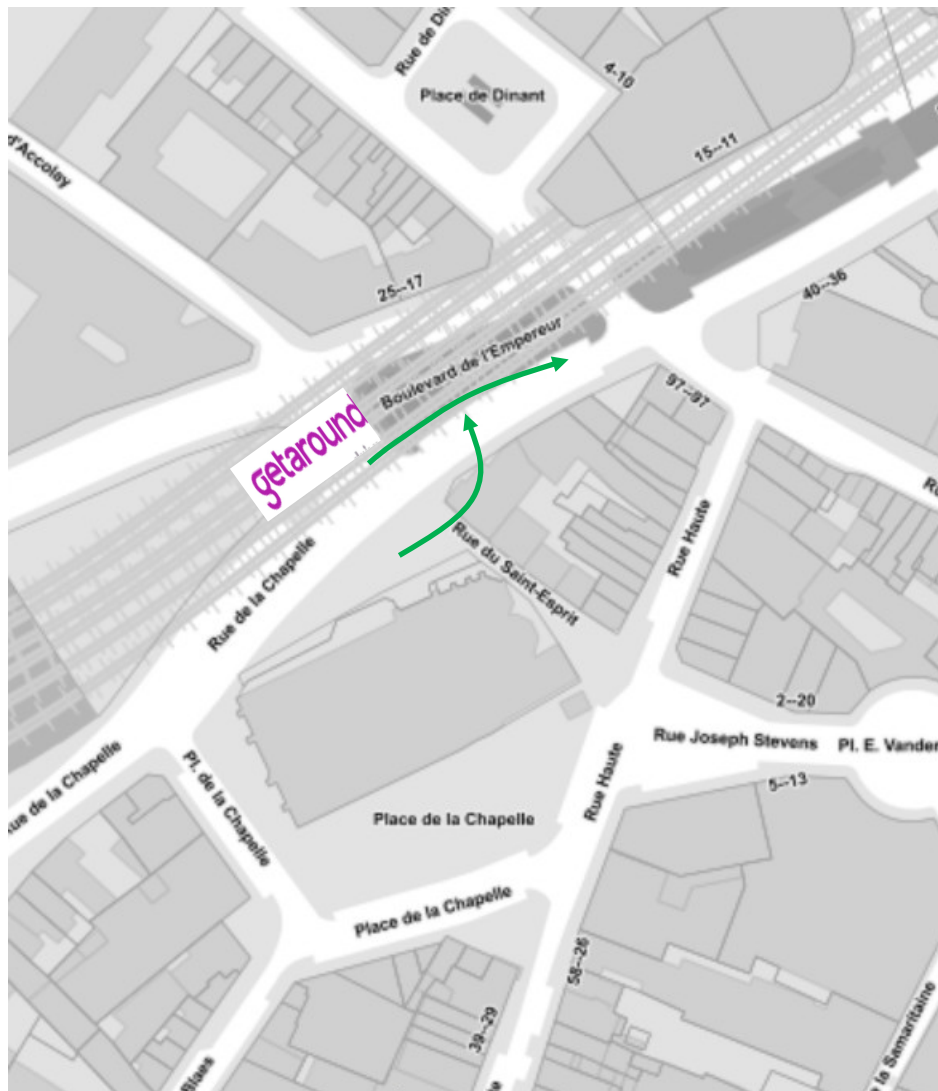 Rue de Di
Place de Dinant
4-10
15--11
d'Accolay
25--17
40--36
Boulevard de l'Empereur
97--87
getaround
Rue Haute
Rue de la Chapelle
Rue du Saint-Esprit
2--20
Rue Joseph Stevens
Pl. E. Vander
Rue Haute
5--13
ue de la Chapelle
Pl. de la Chapelle
Place de la Chapelle
Place de la Chapelle
58--26
39--29
la Samaritaine
Blaes